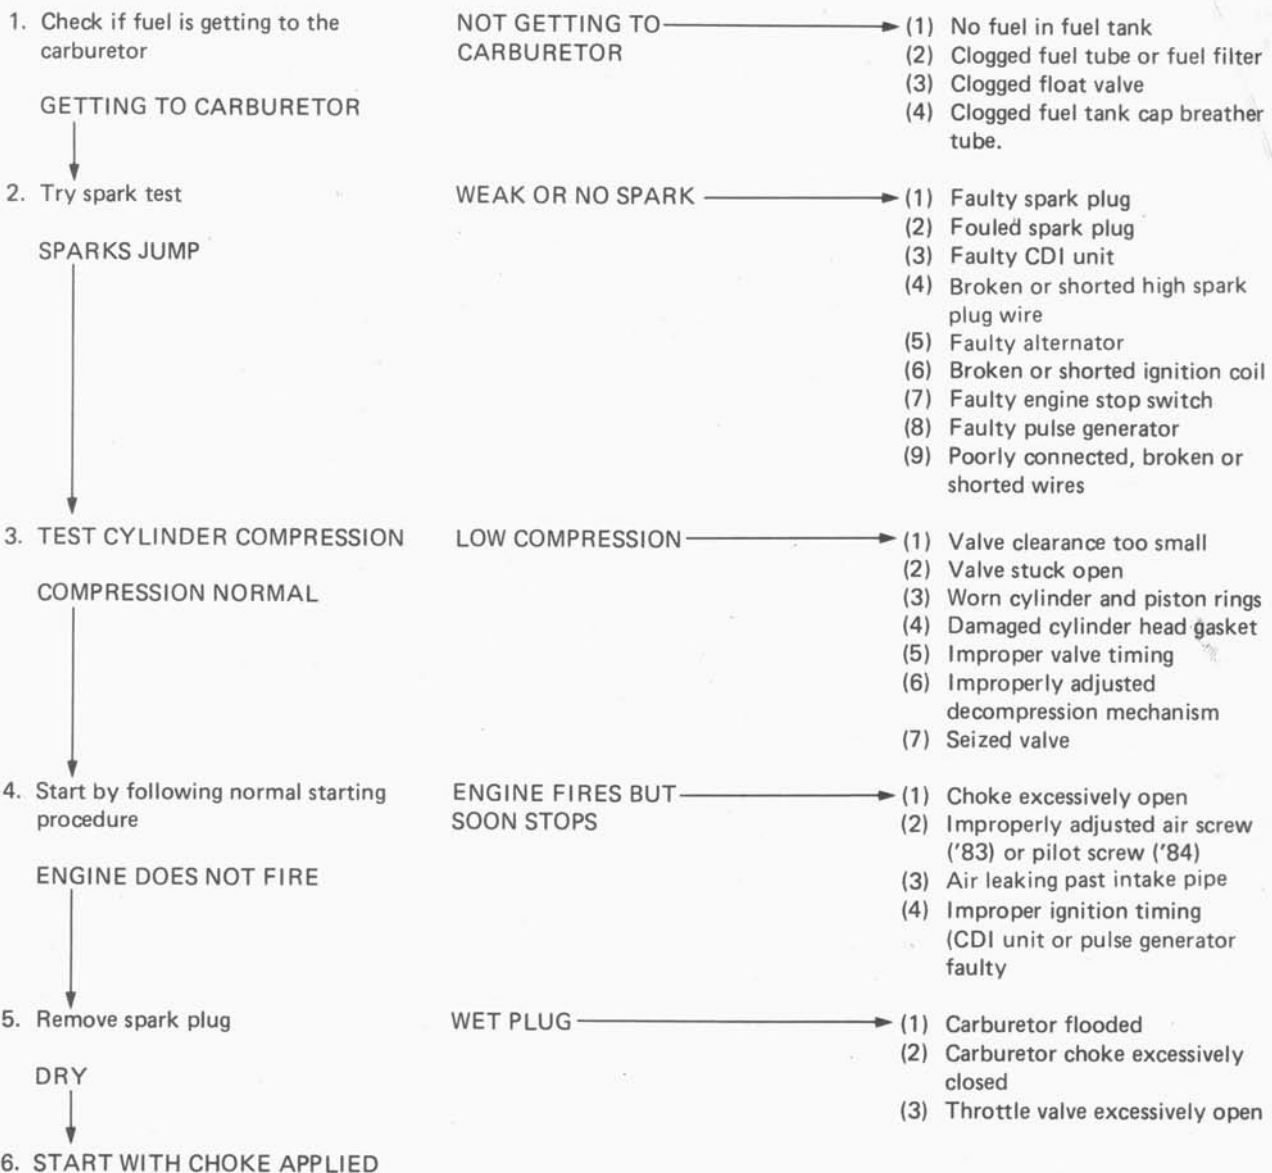 1. Check if fuel is getting to the
carburetor
GETTING TO CARBURETOR
NOT GETTING TO
CARBURETOR
(1) No fuel in fuel tank
(2) Clogged fuel tube or fuel filter
(3) Clogged float valve
(4) Clogged fuel tank cap breather
tube.
2. Try spark test
SPARKS JUMP
WEAK OR NO SPARK
(1) Faulty spark plug
(2) Fouled spark plug
(3) Faulty CDI unit
(4) Broken or shorted high spark
plug wire
(5) Faulty alternator
(6) Broken or shorted ignition coil
(7) Faulty engine stop switch
(8) Faulty pulse generator
(9) Poorly connected, broken or
shorted wires
3. TEST CYLINDER COMPRESSION
COMPRESSION NORMAL
LOW COMPRESSION
(1) Valve clearance too small
(2) Valve stuck open
(3) Worn cylinder and piston rings
(4) Damaged cylinder head gasket
(5) Improper valve timing
(6) Improperly adjusted
decompression mechanism
(7) Seized valve
4. Start by following normal starting
procedure
ENGINE DOES NOT FIRE
ENGINE FIRES BUT
SOON STOPS
(1) Choke excessively open
(2) Improperly adjusted air screw
('83) or pilot screw ('84)
(3) Air leaking past intake pipe
(4) Improper ignition timing
(CDI unit or pulse generator
faulty
5. Remove spark plug
DRY
WET PLUG
(1) Carburetor flooded
(2) Carburetor choke excessively
closed
(3) Throttle valve excessively open
6. START WITH CHOKE APPLIED